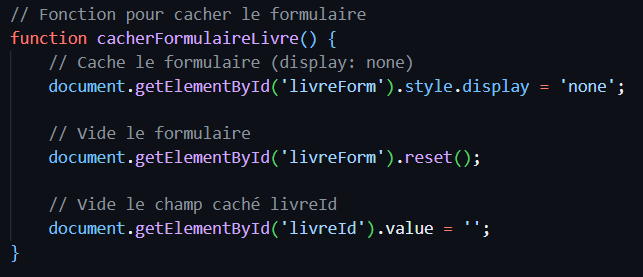 // Fonction pour cacher le formulaire
function cacherFormulaireLivre() {
// Cache le formulaire (display: none)
document.getElementById('livreForm').style.display = 'none';
// Vide le formulaire
document.getElementById('livreForm').reset();
// Vide le champ caché livreId
document.getElementById('livreId').value = '';
}